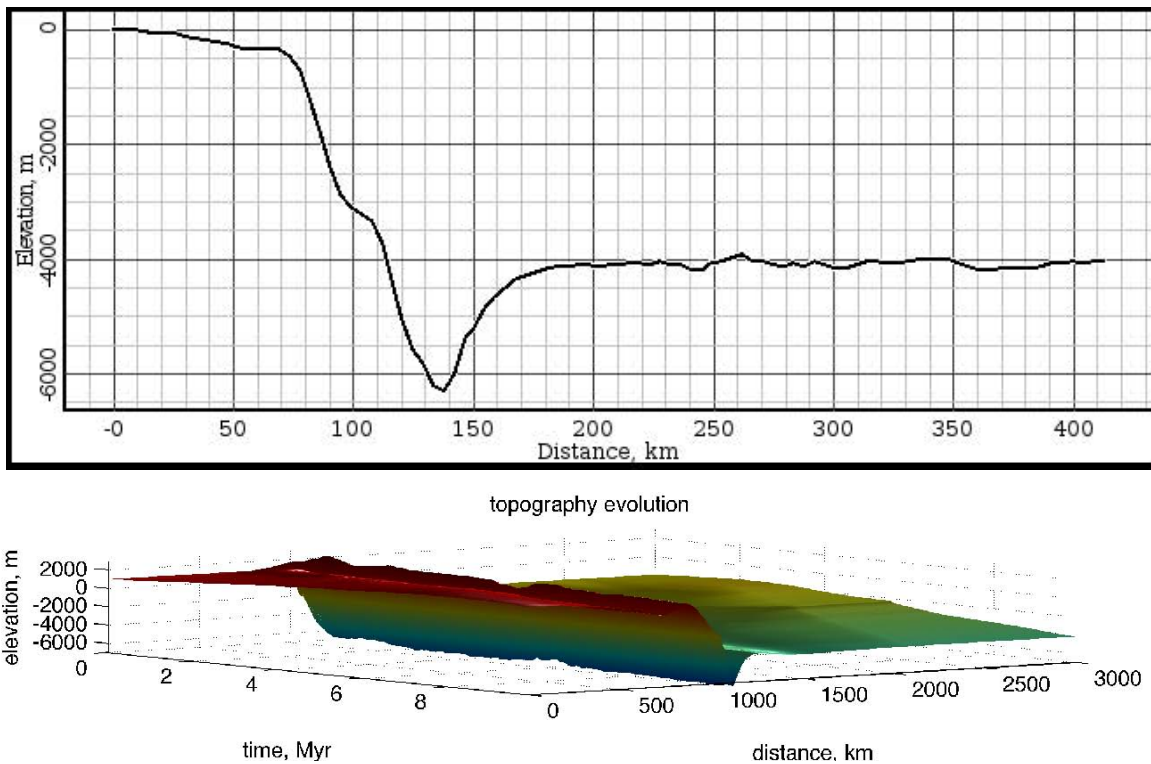 0
-2000
-4000
-6000
Elevation, m
-0 50 100 150 200 250 300 350 400
Distance, km
topography evolution
2000
0
-2000
-4000
-6000
elevation, m
0 2 4 6 8
0 500 1000 1500 2000 2500 3000
time, Myr
distance, km